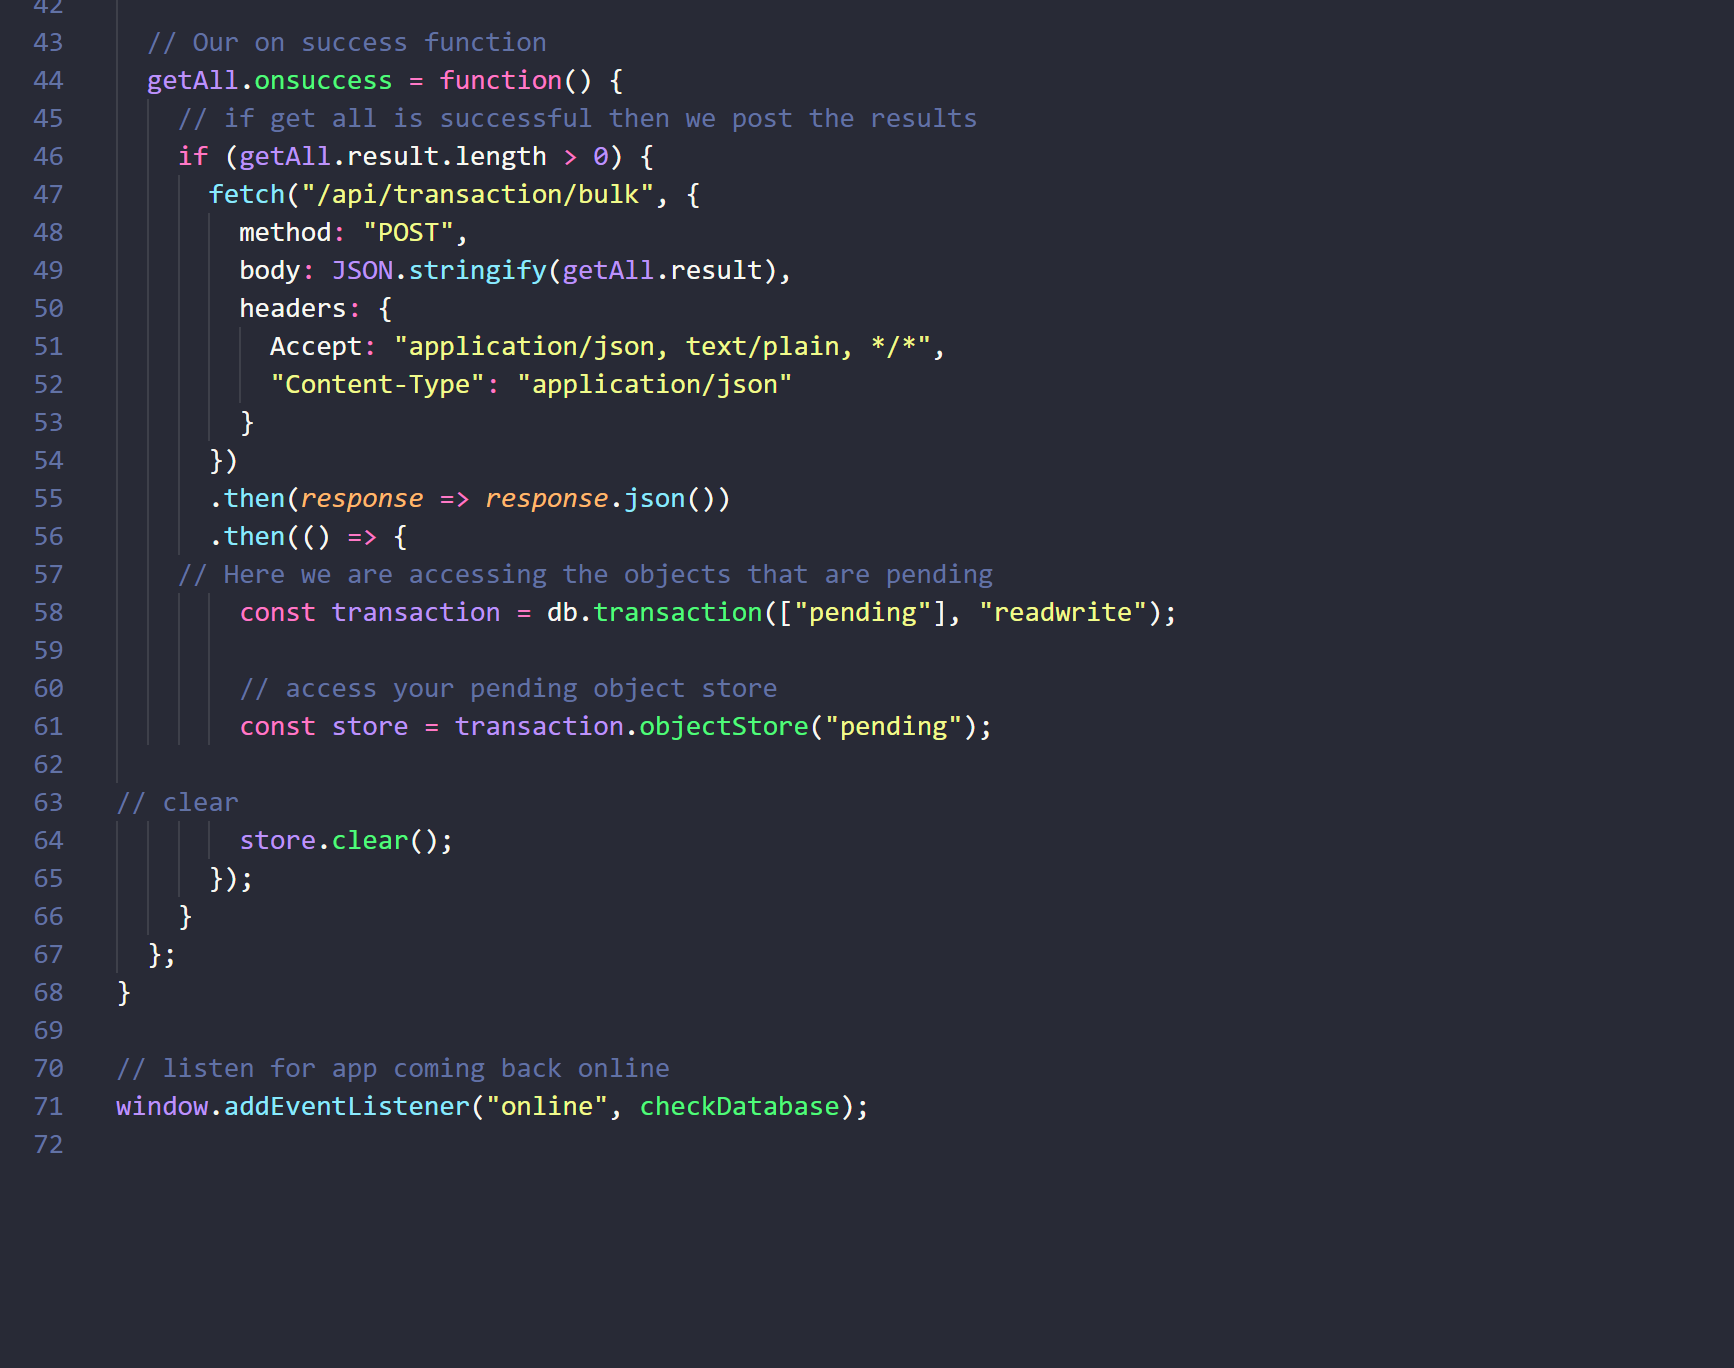 42
43 // Our on success function
44 getAll.onsuccess = function() {
45 // if get all is successful then we post the results
46 if (getAll.result.length > 0) {
47 fetch("/api/transaction/bulk", {
48 method: "POST",
49 body: JSON.stringify(getAll.result),
50 headers: {
51 Accept: "application/json, text/plain, */*",
52 "Content-Type": "application/json"
53 }
54 })
55 .then(response => response.json())
56 .then(() => {
57 // Here we are accessing the objects that are pending
58 const transaction = db.transaction(["pending"], "readwrite");
59
60 // access your pending object store
61 const store = transaction.objectStore("pending");
62
63 // clear
64 store.clear();
65 });
66 }
67 };
68 }
69
70 // listen for app coming back online
71 window.addEventListener("online", checkDatabase);
72